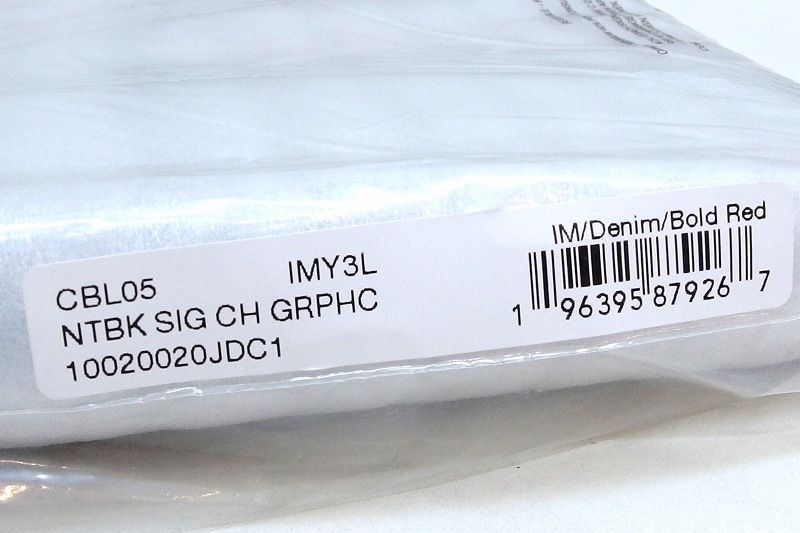 CBL05 IMY3L
NTBK SIG CH GRPHC
10020020JDC1
IM/Denim/Bold Red
1 96395 87926 7